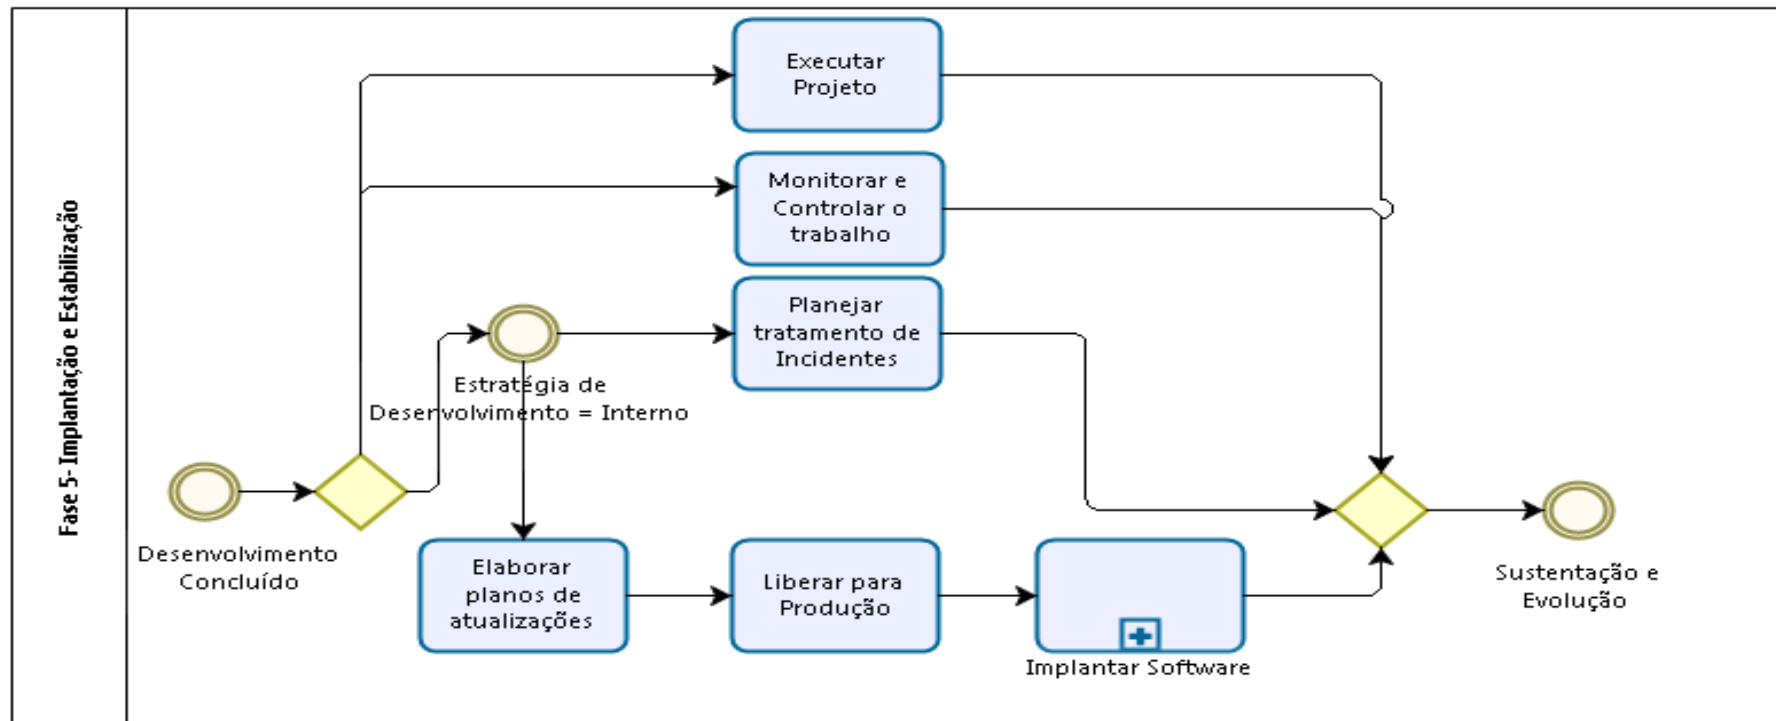 Fase 5- Implantação e Estabilização
Executar
Projeto
Monitorar e
Controlar o
trabalho
Planejar
tratamento de
Incidentes
Estratégia de
Desenvolvimento = Interno
Desenvolvimento
Concluído
Elaborar
planos de
atualizações
Liberar para
Produção
Implantar Software
Sustentação e
Evolução